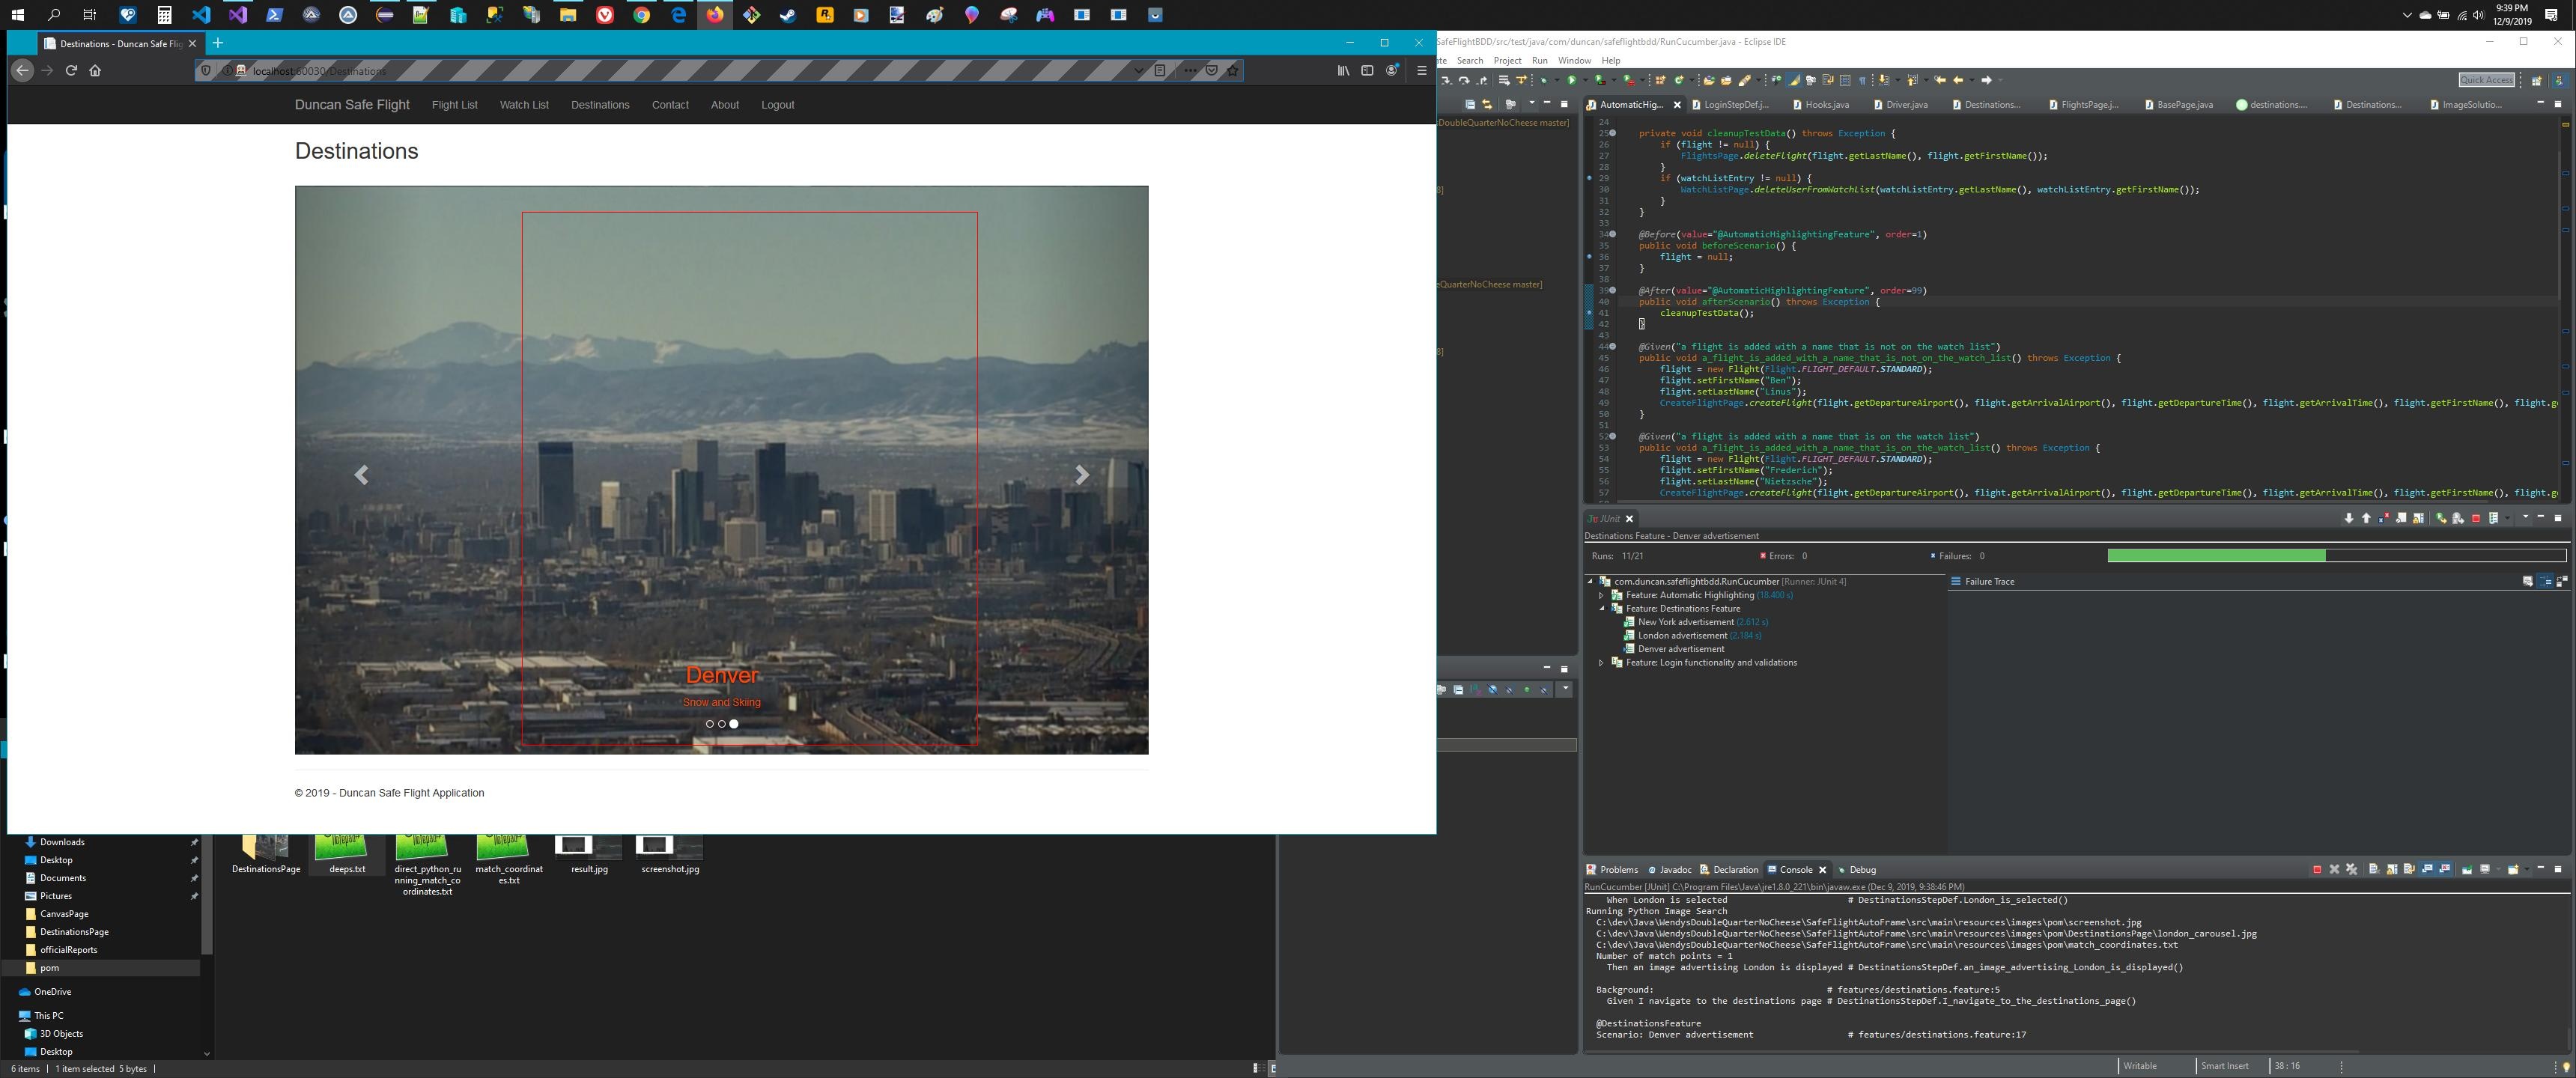 9:39 PM
12/9/2019
Destinations - Duncan Safe Flig
localhost:60030/Destinations
Duncan Safe Flight Flight List Watch List Destinations Contact About Logout
Destinations
Denver
Snow and Skiing
© 2019 - Duncan Safe Flight Application
SafeFlightBDD/src/test/java/com/duncan/safeflightbdd/RunCucumber.java - Eclipse IDE
Search Project Run Window Help
Quick Access
DoubleQuarterNoCheese master]
eQuarterNoCheese master]
AutomaticHig... LoginStepDef.j... Hooks.java Driver.java Destinations... FlightsPage.j... BasePage.java destinations.... Destinations... ImageSolutio...
24
25 private void cleanupTestData() throws Exception {
26 if (flight != null) {
27 FlightsPage.deleteFlight(flight.getLastName(), flight.getFirstName());
28 }
29 if (watchListEntry != null) {
30 WatchListPage.deleteUserFromWatchList(watchListEntry.getLastName(), watchListEntry.getFirstName());
31 }
32 }
33
34 @Before(value="@AutomaticHighlightingFeature", order=1)
35 public void beforeScenario() {
36 flight = null;
37 }
38
39 @After(value="@AutomaticHighlightingFeature", order=99)
40 public void afterScenario() throws Exception {
41 cleanupTestData();
42 }
43
44 @Given("a flight is added with a name that is not on the watch list")
45 public void a_flight_is_added_with_a_name_that_is_not_on_the_watch_list() throws Exception {
46 flight = new Flight(Flight.FLIGHT_DEFAULT.STANDARD);
47 flight.setFirstName("Ben");
48 flight.setLastName("Linus");
49 CreateFlightPage.createFlight(flight.getDepartureAirport(), flight.getArrivalAirport(), flight.getDepartureTime(), flight.getArrivalTime(), flight.getFirstName(), flight.g
50 }
51
52 @Given("a flight is added with a name that is on the watch list")
53 public void a_flight_is_added_with_a_name_that_is_on_the_watch_list() throws Exception {
54 flight = new Flight(Flight.FLIGHT_DEFAULT.STANDARD);
55 flight.setFirstName("Frederich");
56 flight.setLastName("Nietzsche");
57 CreateFlightPage.createFlight(flight.getDepartureAirport(), flight.getArrivalAirport(), flight.getDepartureTime(), flight.getArrivalTime(), flight.getFirstName(), flight.g
JUnit
Destinations Feature - Denver advertisement
Runs: 11/21 Errors: 0 Failures: 0
com.duncan.safeflightbdd.RunCucumber [Runner: JUnit 4]
Feature: Automatic Highlighting (18.400 s)
Feature: Destinations Feature
New York advertisement (2.612 s)
London advertisement (2.184 s)
Denver advertisement
Feature: Login functionality and validations
Failure Trace
Problems Javadoc Declaration Console Debug
RunCucumber [JUnit] C:\Program Files\Java\jre1.8.0_221\bin\javaw.exe (Dec 9, 2019, 9:38:46 PM)
When London is selected # DestinationsStepDef.London_is_selected()
Running Python Image Search
C:\dev\Java\WendysDoubleQuarterNoCheese\SafeFlightAutoFrame\src\main\resources\images\pom\screenshot.jpg
C:\dev\Java\WendysDoubleQuarterNoCheese\SafeFlightAutoFrame\src\main\resources\images\pom\DestinationsPage\london_carousel.jpg
C:\dev\Java\WendysDoubleQuarterNoCheese\SafeFlightAutoFrame\src\main\resources\images\pom\match_coordinates.txt
Number of match points = 1
Then an image advertising London is displayed # DestinationsStepDef.an_image_advertising_London_is_displayed()
Background: # features/destinations.feature:5
Given I navigate to the destinations page # DestinationsStepDef.I_navigate_to_the_destinations_page()
@DestinationsFeature
Scenario: Denver advertisement # features/destinations.feature:17
Writable Smart Insert 38 : 16
Downloads
Desktop
Documents
Pictures
CanvasPage
DestinationsPage
officialReports
pom
OneDrive
This PC
3D Objects
Desktop
DestinationsPage
deeps.txt
direct_python_ru
nning_match_co
ordinates.txt
match_coordinat
es.txt
result.jpg
screenshot.jpg
6 items 1 item selected 5 bytes